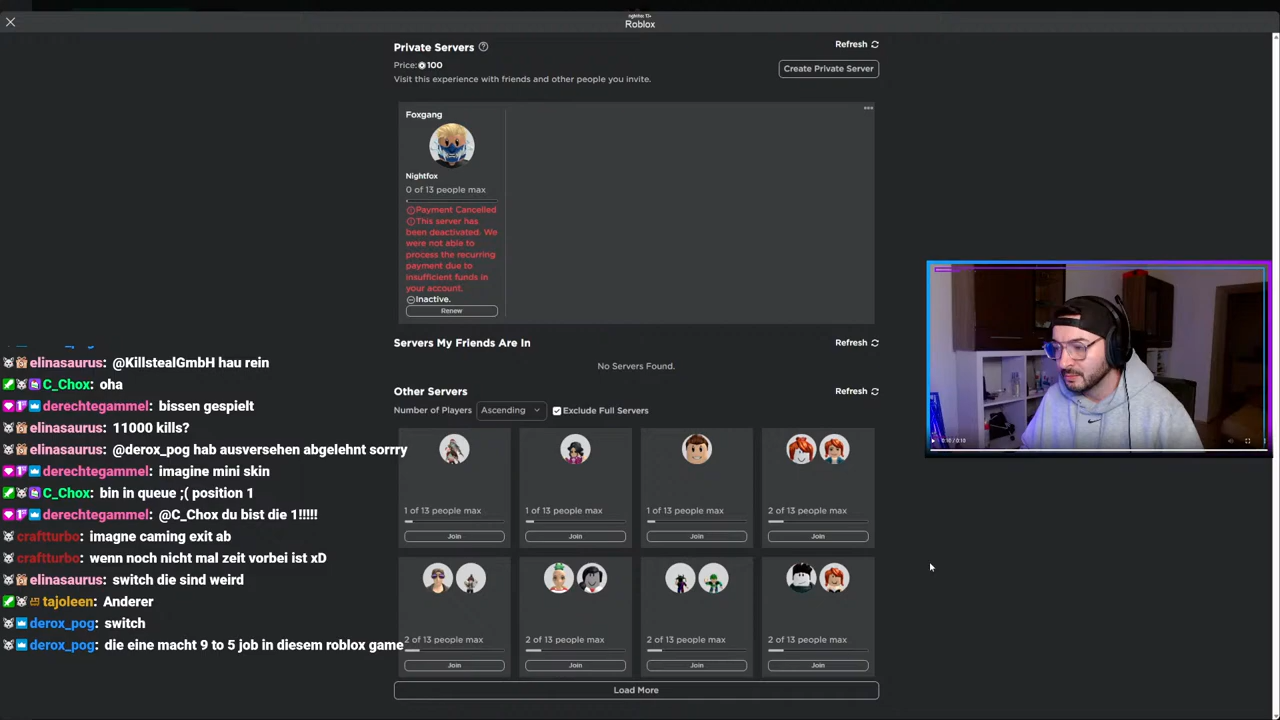 Roblox
Private Servers
Refresh
Price: 100
Create Private Server
Visit this experience with friends and other people you invite.
Foxgang
Nightfox
0 of 13 people max
Payment Cancelled
This server has
been deactivated. We
were not able to
process the recurring
payment due to
insufficient funds in
your account.
Inactive.
Renew
Servers My Friends Are In
Refresh
No Servers Found.
Other Servers
Refresh
Number of Players
Ascending
Exclude Full Servers
1 of 13 people max
1 of 13 people max
1 of 13 people max
2 of 13 people max
Join
Join
Join
Join
2 of 13 people max
2 of 13 people max
2 of 13 people max
2 of 13 people max
Join
Join
Join
Join
Load More
elinasaurus: @KillstealGmbH hau rein
C_Chox: oha
derechtegammel: bissen gespielt
elinasaurus: 11000 kills?
elinasaurus: @derox_pog hab aus versehen abgelehnt sorrry
derechtegammel: imagine mini skin
C_Chox: bin in queue ;( position 1
derechtegammel: @C_Chox du bist die 1!!!!!
craftturbo: imagne caming exit ab
craftturbo: wenn noch nicht mal zeit vorbei ist xD
elinasaurus: switch die sind weird
tajoleen: Anderer
derox_pog: switch
derox_pog: die eine macht 9 to 5 job in diesem roblox game
0:10 / 0:10